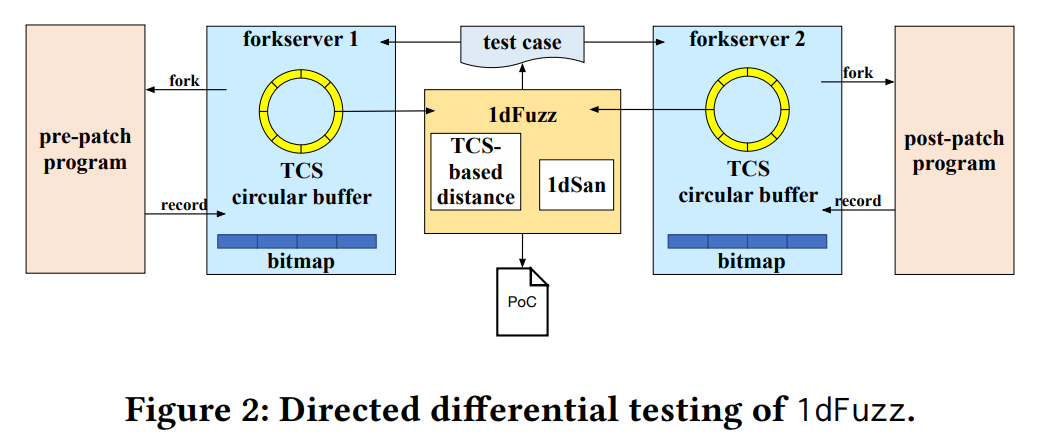 pre-patch
program
fork
record
forkserver 1
TCS
circular buffer
bitmap
test case
1dFuzz
TCS-
based
distance
1dSan
PoC
forkserver 2
TCS
circular buffer
bitmap
fork
record
post-patch
program
Figure 2: Directed differential testing of 1dFuzz.